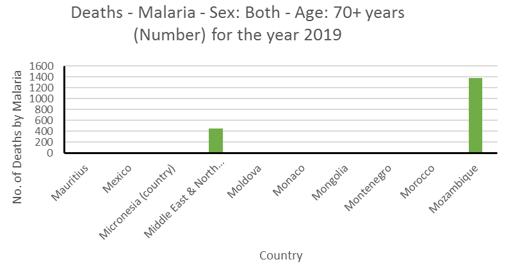 Deaths - Malaria - Sex: Both - Age: 70+ years
(Number) for the year 2019
No. of Deaths by Malaria
1600
1400
1200
1000
800
600
400
200
0
Mauritius
Mexico
Micronesia (country)
Middle East & North...
Moldova
Monaco
Mongolia
Montenegro
Morocco
Mozambique
Country